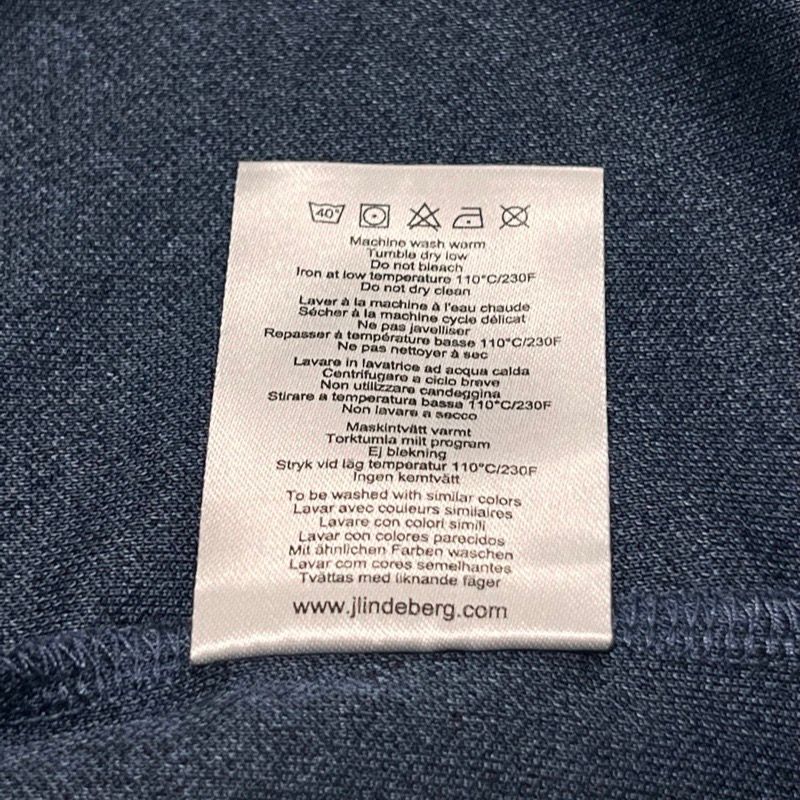 40°
Machine wash warm
Tumble dry low
Do not bleach
Iron at low temperature 110°C/230F
Do not dry clean
Laver à la machine à l'eau chaude
Sécher à la machine cycle délicat
Ne pas javelliser
Repasser à température basse 110°C/230F
Ne pas nettoyer à sec
Lavare in lavatrice ad acqua calda
Centrifugare a ciclo breve
Non utilizzare candeggina
Stirare a temperatura bassa 110°C/230F
Non lavare a secco
Maskintvätt varmt
Torktumla milt program
Ej blekning
Stryk vid låg temperatur 110°C/230F
Ingen kemtvätt
To be washed with similar colors
Laver avec couleurs similaires
Lavare con colori simili
Lavar con colores parecidos
Mit ähnlichen Farben waschen
Lavar com cores semelhantes
Tvättas med liknande färger
www.jlindeberg.com